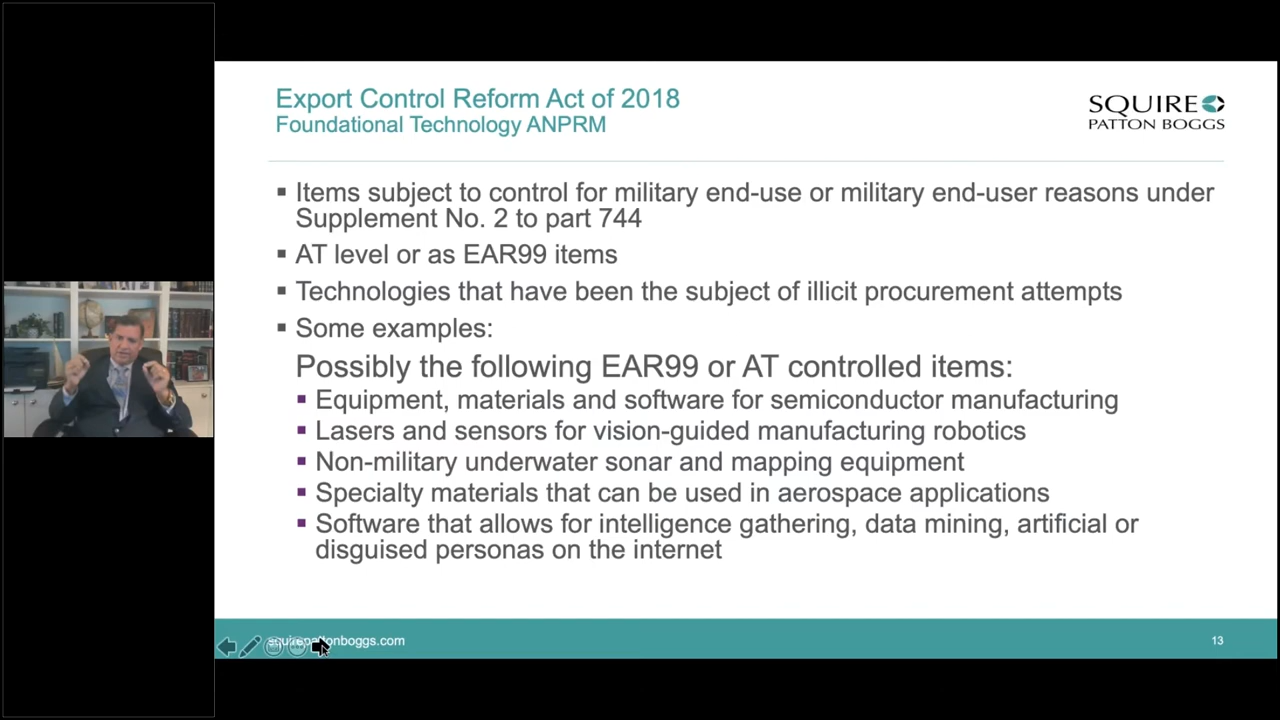 Export Control Reform Act of 2018
Foundational Technology ANPRM
SQUIRE
PATTON BOGGS
▪ Items subject to control for military end-use or military end-user reasons under
Supplement No. 2 to part 744
▪ AT level or as EAR99 items
▪ Technologies that have been the subject of illicit procurement attempts
▪ Some examples:
Possibly the following EAR99 or AT controlled items:
▪ Equipment, materials and software for semiconductor manufacturing
▪ Lasers and sensors for vision-guided manufacturing robotics
▪ Non-military underwater sonar and mapping equipment
▪ Specialty materials that can be used in aerospace applications
▪ Software that allows for intelligence gathering, data mining, artificial or
disguised personas on the internet
squirepattonboggs.com
13